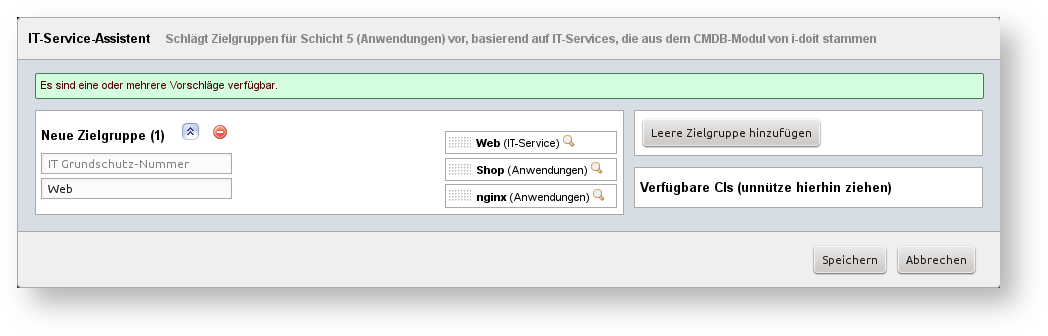 IT-Service-Assistent Schlägt Zielgruppen für Schicht 5 (Anwendungen) vor, basierend auf IT-Services, die aus dem CMDB-Modul von i-doit stammen
Es sind eine oder mehrere Vorschläge verfügbar.
Neue Zielgruppe (1)
IT Grundschutz-Nummer
Web
Web (IT-Service)
Shop (Anwendungen)
nginx (Anwendungen)
Leere Zielgruppe hinzufügen
Verfügbare CIs (unnütze hierhin ziehen)
Speichern Abbrechen